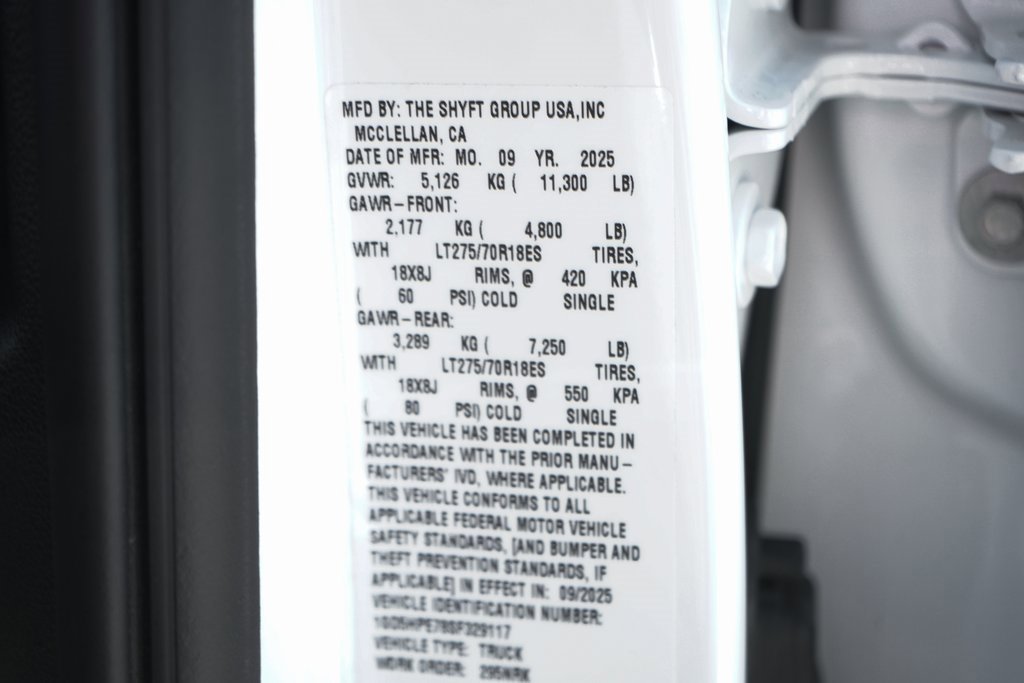 MFD BY: THE SHYFT GROUP USA,INC
MCCLELLAN, CA
DATE OF MFR: MO. 09 YR. 2025
GVWR: 5,126 KG ( 11,300 LB)
GAWR-FRONT:
2,177 KG ( 4,800 LB)
WITH LT275/70R18ES TIRES,
18X8J RIMS, @ 420 KPA
( 60 PSI) COLD SINGLE
GAWR-REAR:
3,289 KG ( 7,250 LB)
WITH LT275/70R18ES TIRES,
18X8J RIMS, @ 550 KPA
( 80 PSI) COLD SINGLE
THIS VEHICLE HAS BEEN COMPLETED IN
ACCORDANCE WITH THE PRIOR MANU-
FACTURERS' IVD, WHERE APPLICABLE.
THIS VEHICLE CONFORMS TO ALL
APPLICABLE FEDERAL MOTOR VEHICLE
SAFETY STANDARDS, [AND BUMPER AND
THEFT PREVENTION STANDARDS, IF
APPLICABLE] IN EFFECT IN: 09/2025
VEHICLE IDENTIFICATION NUMBER:
VEHICLE TYPE: TRUCK
WORK ORDER: